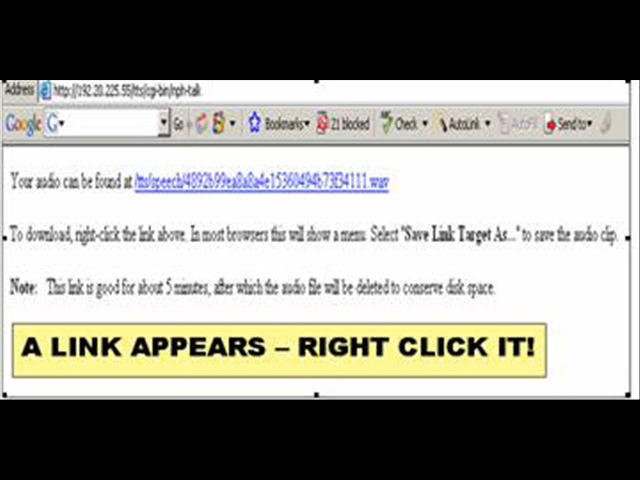 Address http://192.20.225.55/tts/cgi-bin/nph-talk
Google G Go Bookmarks 21 blocked Check AutoLink AutoFill Send to
Your audio can be found at /tts/speech/4892b99ea8a8a4e15360494b73f34111.wav
To download, right-click the link above. In most browsers this will show a menu. Select "Save Link Target As..." to save the audio clip.
Note: This link is good for about 5 minutes, after which the audio file will be deleted to conserve disk space.
A LINK APPEARS – RIGHT CLICK IT!